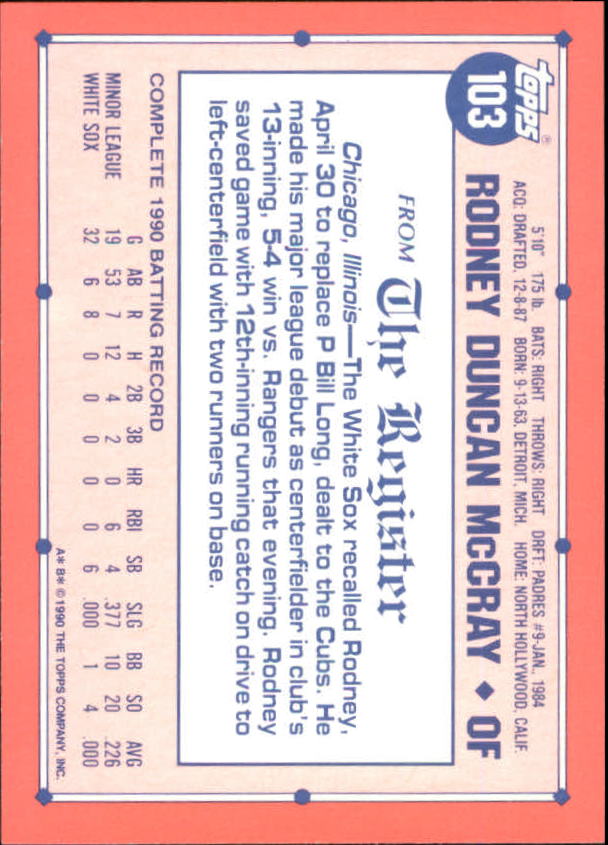 topps®
103
5'10" 175 lb. BATS: RIGHT THROWS: RIGHT DRFT: PADRES #9-JAN., 1984
ACQ: DRAFTED, 12-8-87 BORN: 9-13-63, DETROIT, MICH. HOME: NORTH HOLLYWOOD, CALIF.
RODNEY DUNCAN MCCRAY ♦ OF
FROM The Register
Chicago, Illinois—The White Sox recalled Rodney,
April 30 to replace P Bill Long, dealt to the Cubs. He
made his major league debut as centerfielder in club's
13-inning, 5-4 win vs. Rangers that evening. Rodney
saved game with 12th-inning running catch on drive to
left-centerfield with two runners on base.
COMPLETE 1990 BATTING RECORD
G AB R H 2B 3B HR RBI SB SLG BB SO AVG
MINOR LEAGUE 19 53 7 12 4 2 0 6 4 .377 10 20 .226
WHITE SOX 32 6 8 0 0 0 0 0 6 .000 1 4 .000
A* 8* © 1990 THE TOPPS COMPANY, INC.